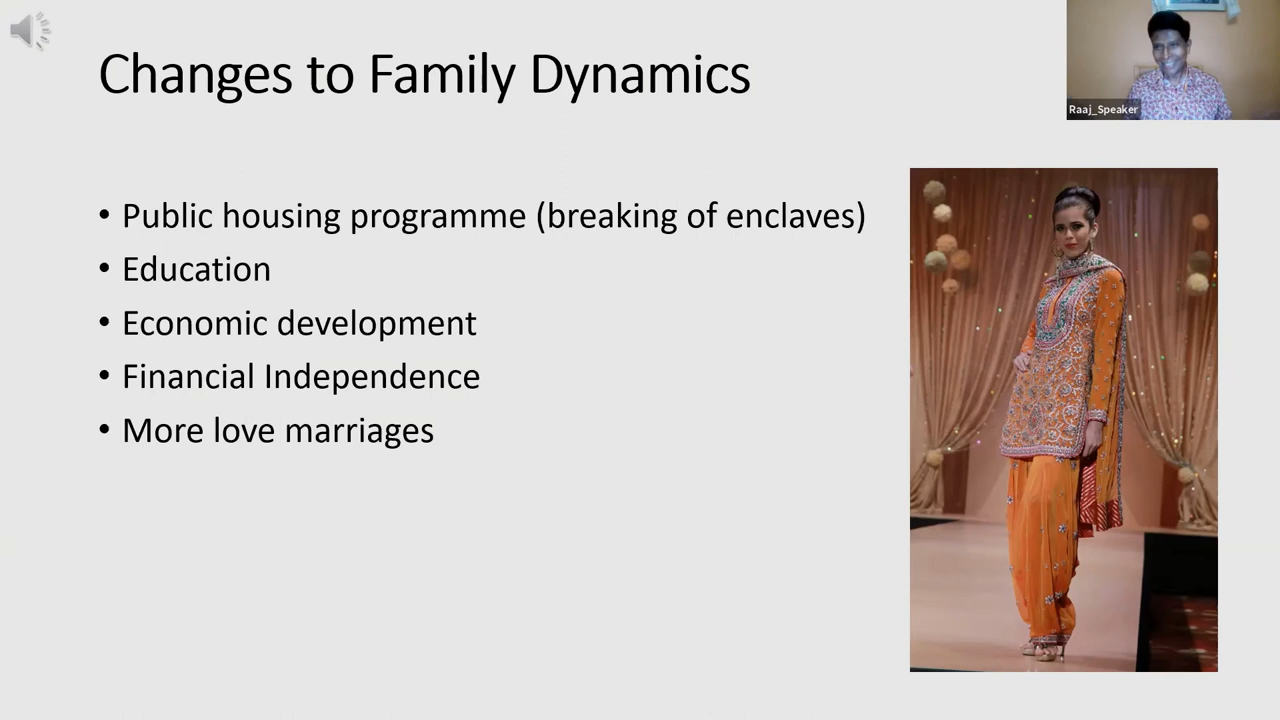 Changes to Family Dynamics
Raaj_Speaker
• Public housing programme (breaking of enclaves)
• Education
• Economic development
• Financial Independence
• More love marriages